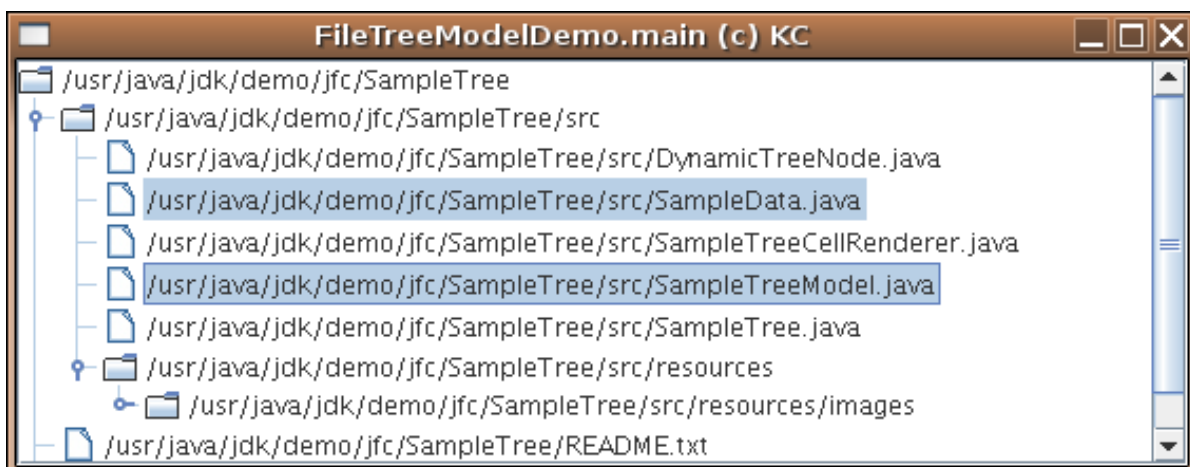 FileTreeModelDemo.main (c) KC
/usr/java/jdk/demo/jfc/SampleTree
/usr/java/jdk/demo/jfc/SampleTree/src
/usr/java/jdk/demo/jfc/SampleTree/src/DynamicTreeNode.java
/usr/java/jdk/demo/jfc/SampleTree/src/SampleData.java
/usr/java/jdk/demo/jfc/SampleTree/src/SampleTreeCellRenderer.java
/usr/java/jdk/demo/jfc/SampleTree/src/SampleTreeModel.java
/usr/java/jdk/demo/jfc/SampleTree/src/SampleTree.java
/usr/java/jdk/demo/jfc/SampleTree/src/resources
/usr/java/jdk/demo/jfc/SampleTree/src/resources/images
/usr/java/jdk/demo/jfc/SampleTree/README.txt